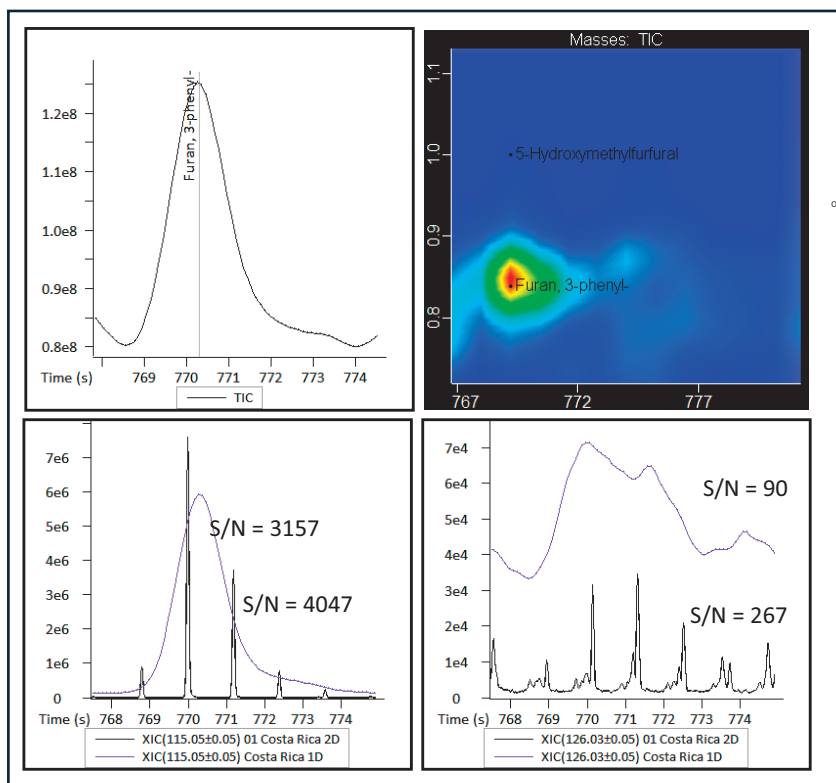 1.2e8
1.1e8
1.0e8
0.9e8
0.8e8
Furan, 3-phenyl-
Time (s) 769 770 771 772 773 774
TIC
Masses: TIC
1.1
1.0
0.9
0.8
5-Hydroxymethylfurfural
Furan, 3-phenyl-
767 772 777
7e6
6e6
5e6
4e6
3e6
2e6
1e6
0
S/N = 3157
S/N = 4047
Time (s) 768 769 770 771 772 773 774
XIC(115.05±0.05) 01 Costa Rica 2D
XIC(115.05±0.05) Costa Rica 1D
7e4
6e4
5e4
4e4
3e4
2e4
1e4
0
S/N = 90
S/N = 267
Time (s) 768 769 770 771 772 773 774
XIC(126.03±0.05) 01 Costa Rica 2D
XIC(126.03±0.05) Costa Rica 1D